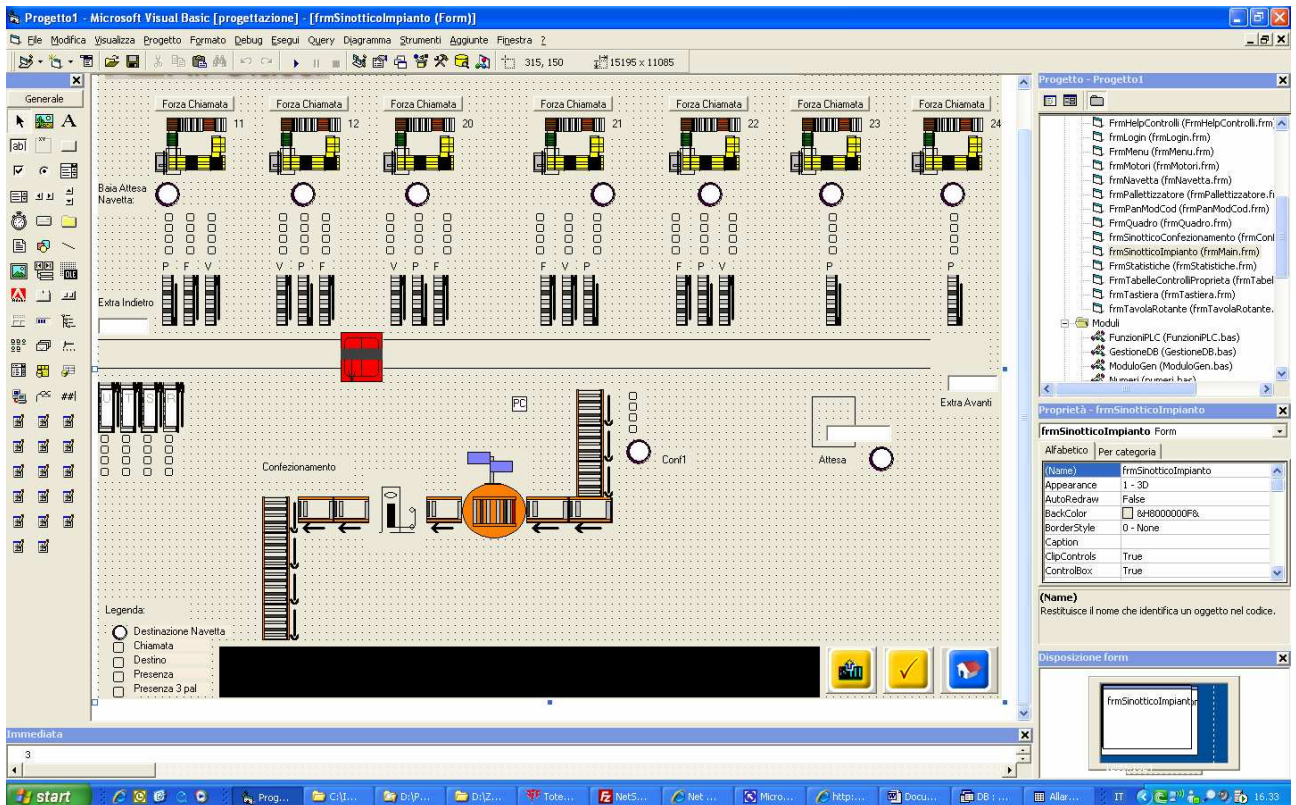 Progetto1 - Microsoft Visual Basic [progettazione] - [frmSinotticoImpianto (Form)]
File Modifica Visualizza Progetto Formato Debug Esegui Query Diagramma Strumenti Aggiunte Finestra ?
315, 150 15195 x 11085
Generale
Forza Chiamata Forza Chiamata Forza Chiamata Forza Chiamata Forza Chiamata Forza Chiamata Forza Chiamata
11 12 20 21 22 23 24
Baia Attesa
Navetta:
P F V V P F P F V F V P F P V P P
Extra Indietro
U T S R
PC
Extra Avanti
Confezionamento
Conf1
Attesa
Legenda:
Destinazione Navetta
Chiamata
Destino
Presenza
Presenza 3 pal
Progetto - Progetto1
FrmHelpControlli (FrmHelpControlli.frm)
frmLogin (frmLogin.frm)
FrmMenu (frmMenu.frm)
frmMotori (frmMotori.frm)
frmNavetta (fmNavetta.frm)
frmPallettizzatore (frmPallettizzatore.fr
FrmPanModCod (frmPanModCod.frm)
FrmQuadro (frmQuadro.frm)
frmSinotticoConfezionamento (frmConf
frmSinotticoImpianto (frmMain.frm)
FrmStatistiche (frmStatistiche.frm)
FrmTabelleControlliProprieta (frmTabel
frmTastiera (frmTastiera.frm)
frmTavolaRotante (frmTavolaRotante.
Moduli
FunzioniPLC (FunzioniPLC.bas)
GestioneDB (GestioneDB.bas)
ModuloGen (ModuloGen.bas)
Numeri (numeri.bas)
Proprietà - frmSinotticoImpianto
frmSinotticoImpianto Form
Alfabetico Per categoria
(Name) frmSinotticoImpianto
Appearance 1 - 3D
AutoRedraw False
BackColor &H8000000F&
BorderStyle 0 - None
Caption
ClipControls True
ControlBox True
(Name)
Restituisce il nome che identifica un oggetto nel codice.
Disposizione form
frmSinotticoImpiant
Immediata
3
start Prog... C:\I... D:\P... D:\Z... Tote... Net5... Net ... Micro... http:... Docu... DB : ... Allar... IT 16.33